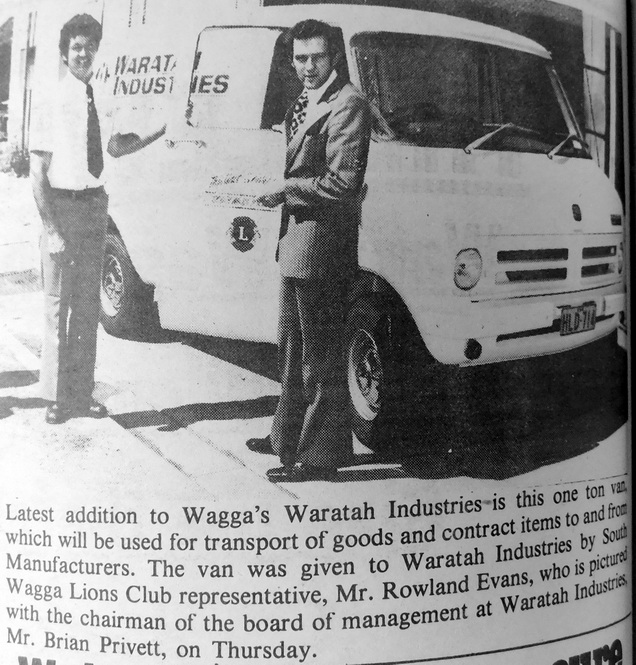 WARATAH
INDUSTRIES
L
HLD-714
Latest addition to Wagga's Waratah Industries is this one ton van,
which will be used for transport of goods and contract items to and from
Manufacturers. The van was given to Waratah Industries by South
Wagga Lions Club representative, Mr. Rowland Evans, who is pictured
with the chairman of the board of management at Waratah Industries,
Mr. Brian Privett, on Thursday.